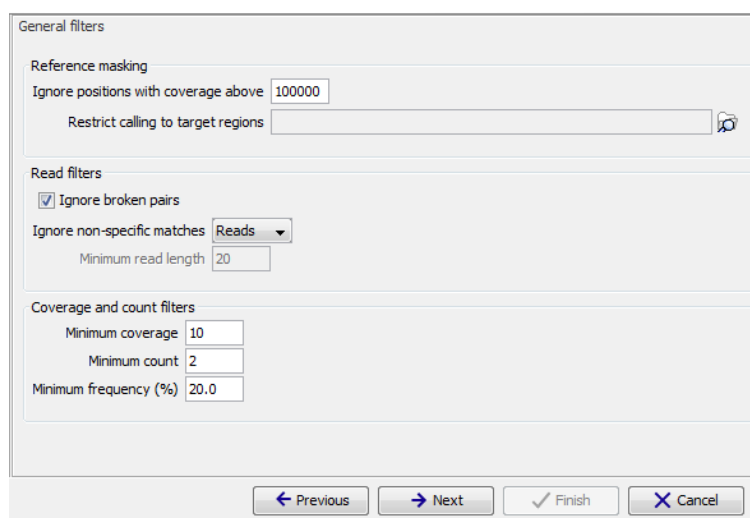 General filters
Reference masking
Ignore positions with coverage above 100000
Restrict calling to target regions
Read filters
Ignore broken pairs
Ignore non-specific matches Reads
Minimum read length 20
Coverage and count filters
Minimum coverage 10
Minimum count 2
Minimum frequency (%) 20.0
Previous Next Finish Cancel